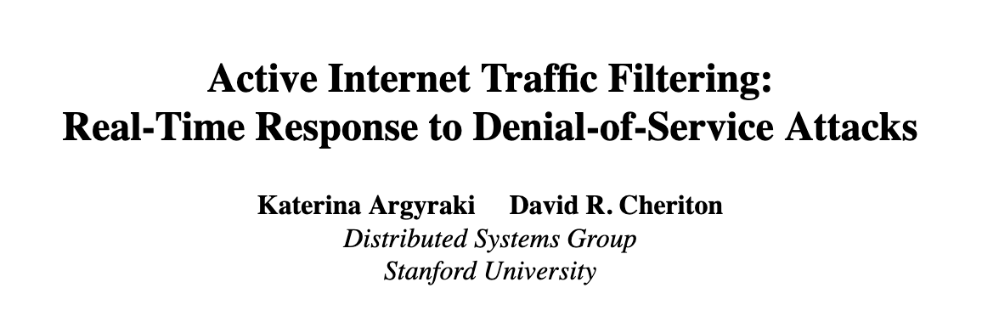 Active Internet Traffic Filtering:
Real-Time Response to Denial-of-Service Attacks
Katerina Argyraki David R. Cheriton
Distributed Systems Group
Stanford University